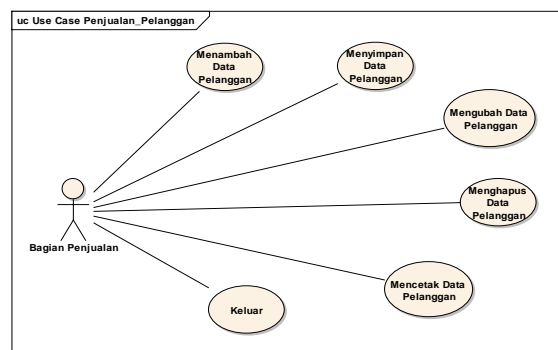 uc Use Case Penjualan_Pelanggan
Menambah
Data
Pelanggan
Menyimpan
Data
Pelanggan
Mengubah Data
Pelanggan
Menghapus
Data
Pelanggan
Bagian Penjualan
Mencetak Data
Pelanggan
Keluar